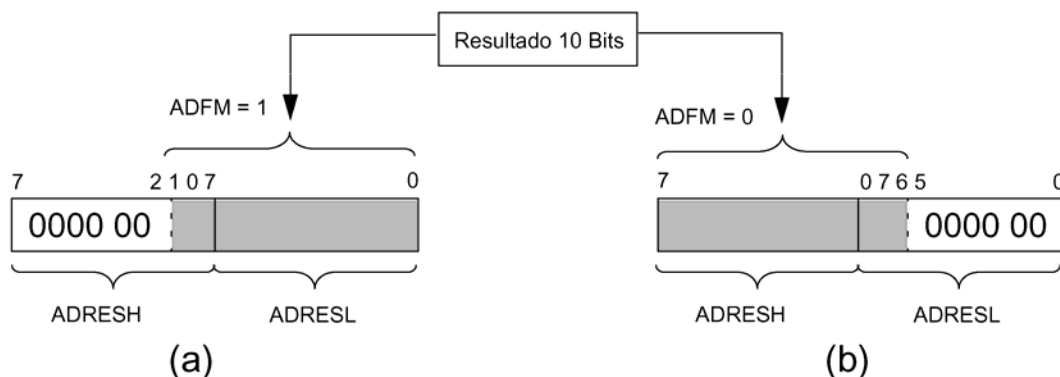 Resultado 10 Bits
ADFM = 1
ADFM = 0
7 2 1 0 7 0
7 0 7 6 5 0
0000 00
0000 00
ADRESH ADRESL
ADRESH ADRESL
(a)
(b)